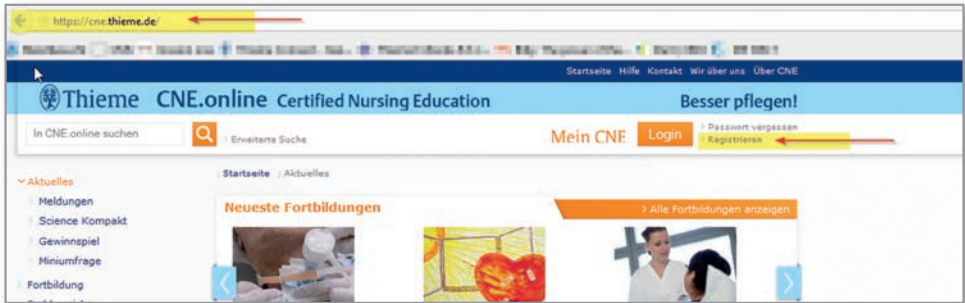 https://cne.thieme.de/
Startseite Hilfe Kontakt Wir über uns Über CNE
Thieme CNE.online Certified Nursing Education Besser pflegen!
In CNE.online suchen Erweiterte Suche Mein CNE Login Passwort vergessen
Registrieren
Startseite Aktuelles
Aktuelles
Meldungen
Science Kompakt
Gewinnspiel
Miniumfrage
Fortbildung
Neueste Fortbildungen > Alle Fortbildungen anzeigen